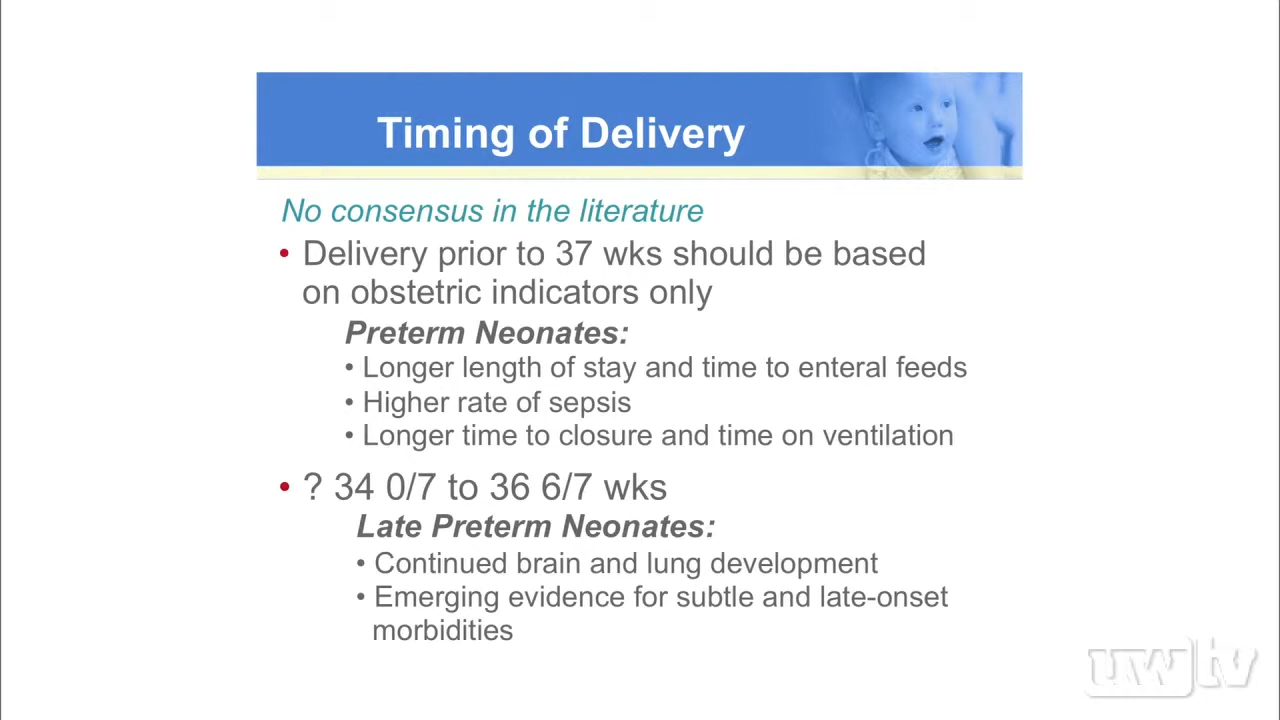 Timing of Delivery
No consensus in the literature
• Delivery prior to 37 wks should be based
on obstetric indicators only
Preterm Neonates:
• Longer length of stay and time to enteral feeds
• Higher rate of sepsis
• Longer time to closure and time on ventilation
• ? 34 0/7 to 36 6/7 wks
Late Preterm Neonates:
• Continued brain and lung development
• Emerging evidence for subtle and late-onset
morbidities
uwtv